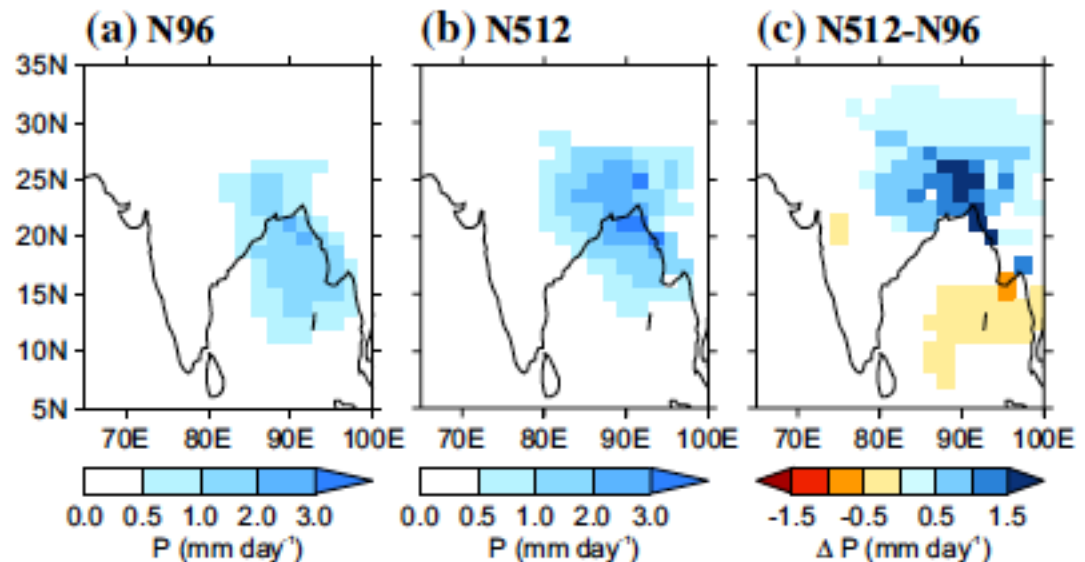 (a) N96 (b) N512 (c) N512-N96
35N
30N
25N
20N
15N
10N
5N
70E 80E 90E 100E 70E 80E 90E 100E 70E 80E 90E 100E
0.0 0.5 1.0 2.0 3.0 0.0 0.5 1.0 2.0 3.0 -1.5 -0.5 0.5 1.5
P (mm day⁻¹) P (mm day⁻¹) Δ P (mm day⁻¹)